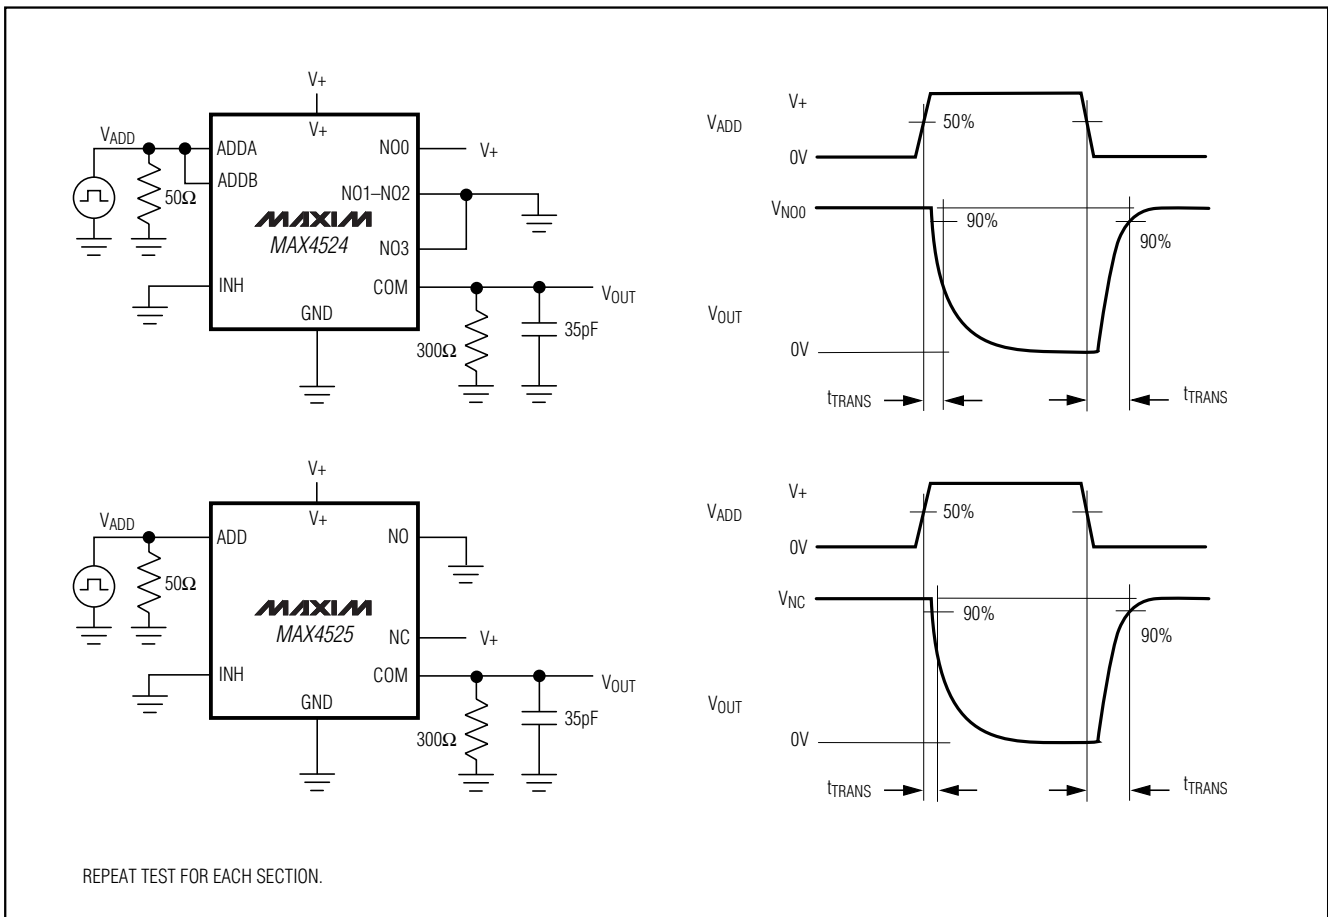 V+
V+
VADD
ADDA
ADDB
50Ω
NO0
V+
NO1–NO2
MAXIM
MAX4524
NO3
INH
COM
VOUT
GND
300Ω
35pF
VADD
V+
50%
0V
VNO0
90%
90%
VOUT
0V
tTRANS
tTRANS
V+
V+
VADD
ADD
50Ω
NO
MAXIM
MAX4525
NC
V+
INH
COM
VOUT
GND
300Ω
35pF
VADD
V+
50%
0V
VNC
90%
90%
VOUT
0V
tTRANS
tTRANS
REPEAT TEST FOR EACH SECTION.